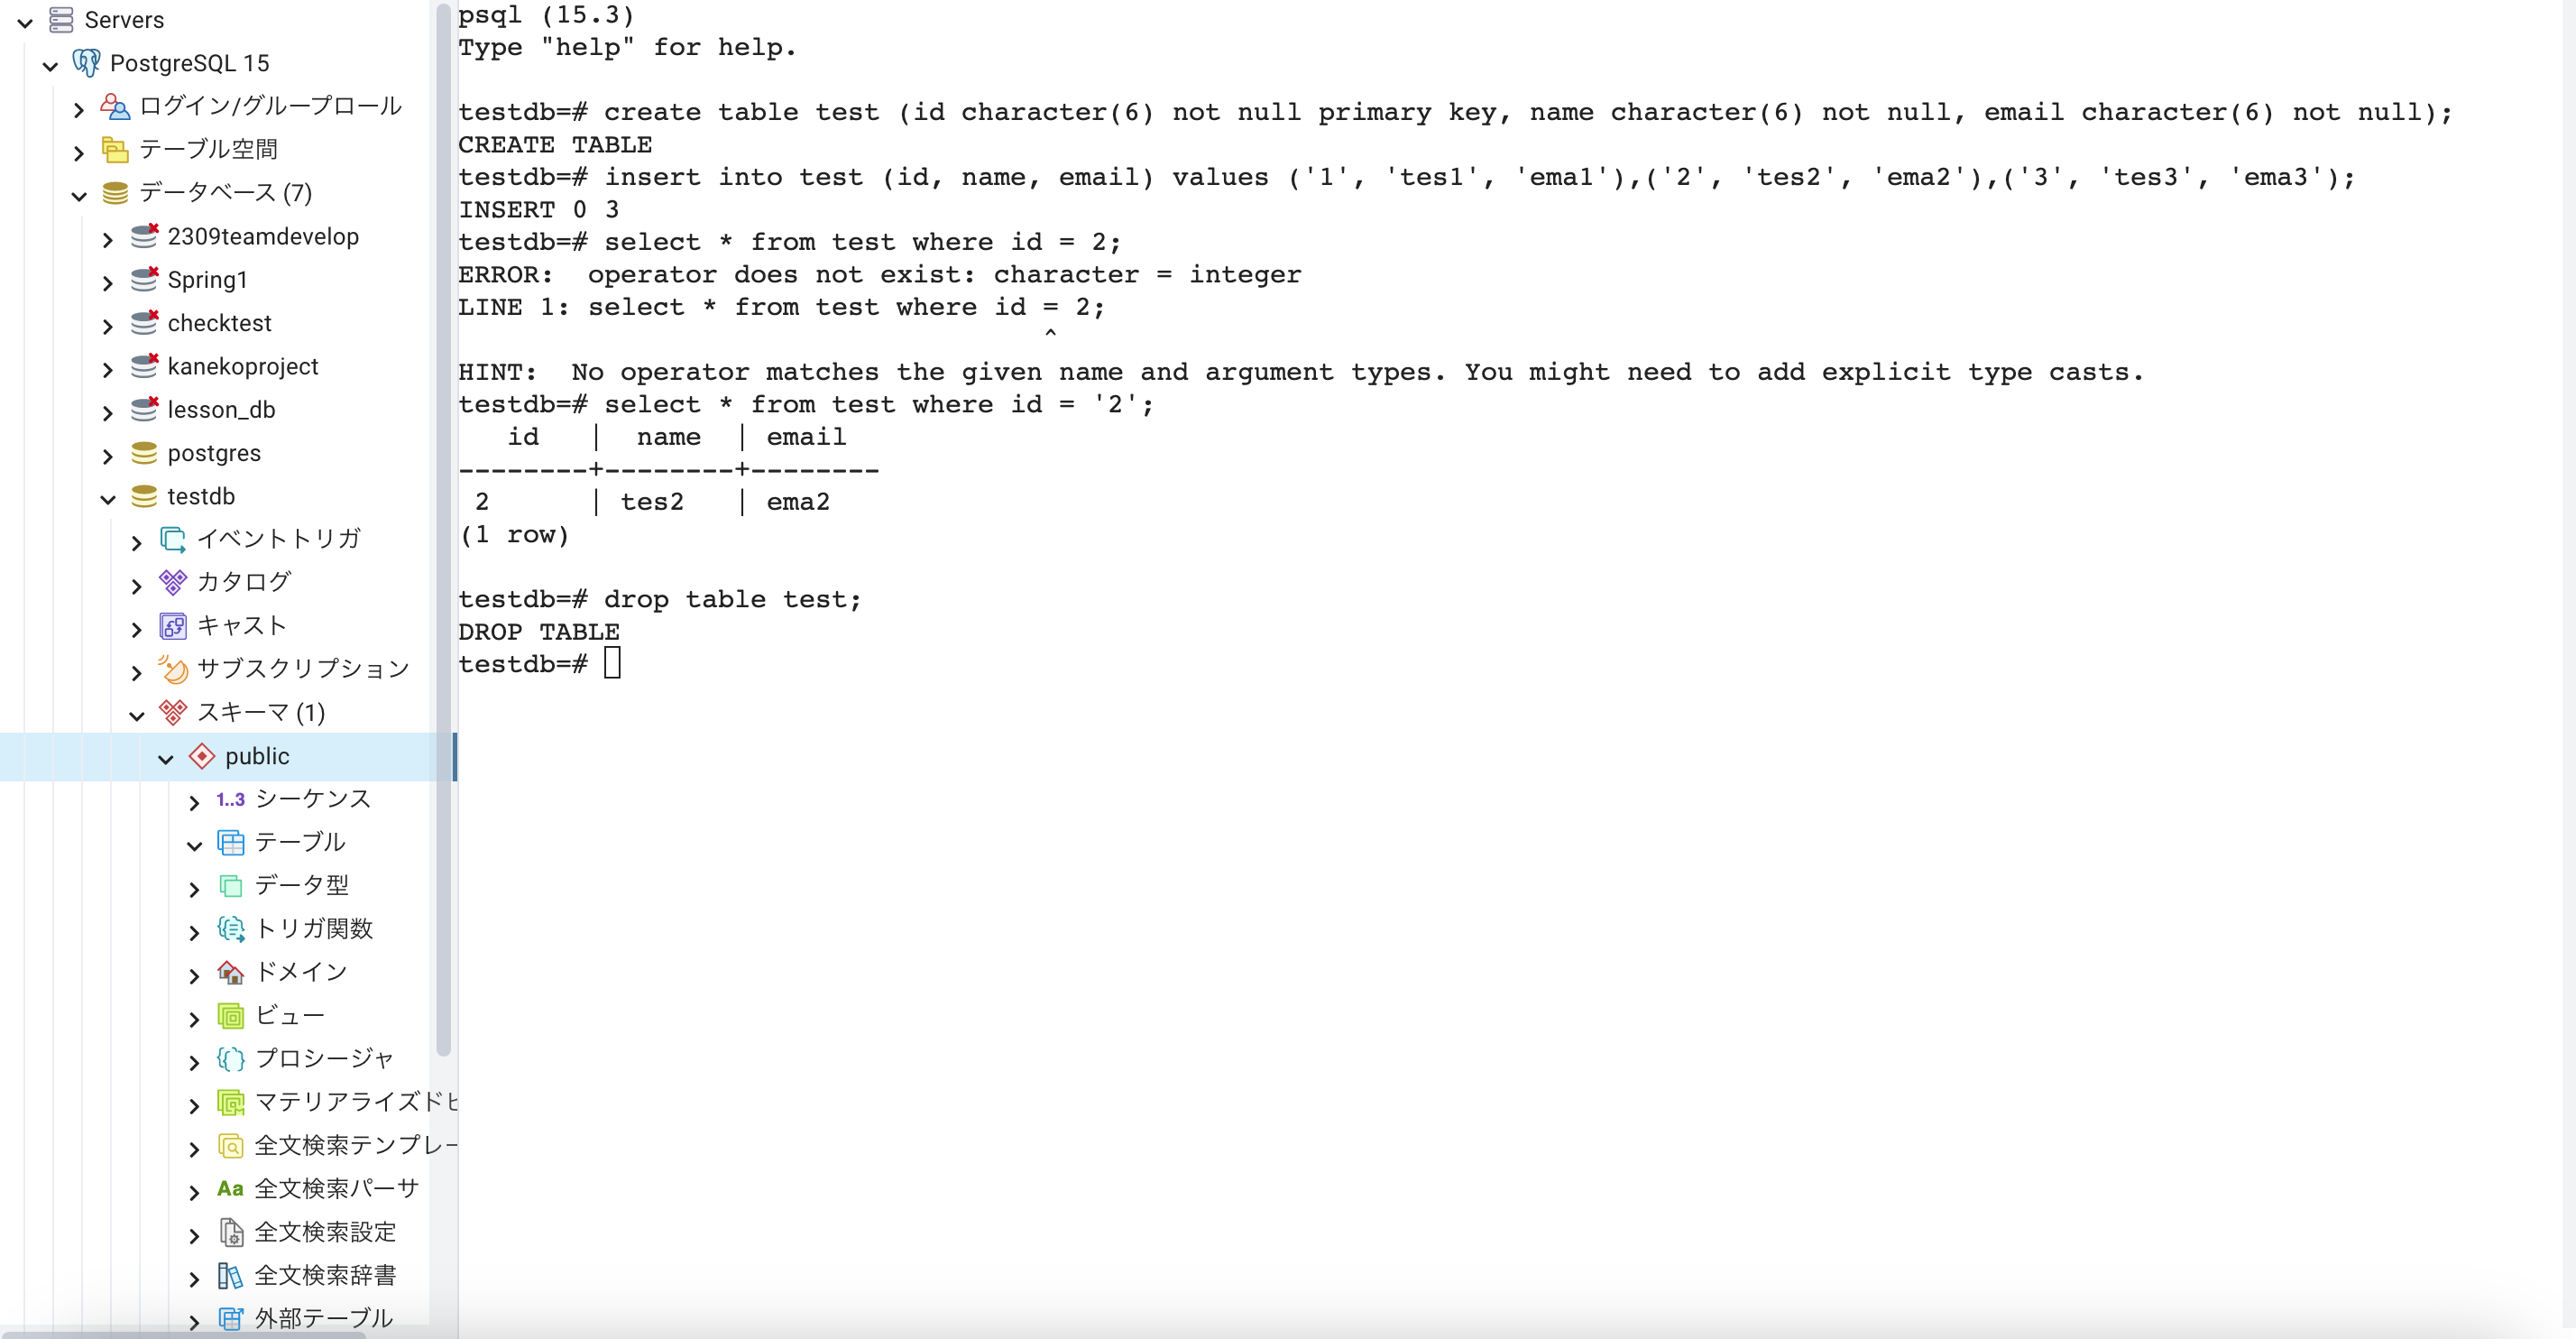 Servers
PostgreSQL 15
ログイン/グループロール
テーブル空間
データベース (7)
2309teamdevelop
Spring1
checktest
kanekoproject
lesson_db
postgres
testdb
イベントトリガ
カタログ
キャスト
サブスクリプション
スキーマ (1)
public
1..3 シーケンス
テーブル
データ型
トリガ関数
ドメイン
ビュー
プロシージャ
マテリアライズドビ
全文検索テンプレー
Aa 全文検索パーサ
全文検索設定
全文検索辞書
外部テーブル
psql (15.3)
Type "help" for help.
testdb=# create table test (id character(6) not null primary key, name character(6) not null, email character(6) not null);
CREATE TABLE
testdb=# insert into test (id, name, email) values ('1', 'tes1', 'ema1'),('2', 'tes2', 'ema2'),('3', 'tes3', 'ema3');
INSERT 0 3
testdb=# select * from test where id = 2;
ERROR:  operator does not exist: character = integer
LINE 1: select * from test where id = 2;
                                    ^
HINT:  No operator matches the given name and argument types. You might need to add explicit type casts.
testdb=# select * from test where id = '2';
   id   |  name  | email
--------+--------+--------
 2      | tes2   | ema2
(1 row)
testdb=# drop table test;
DROP TABLE
testdb=#